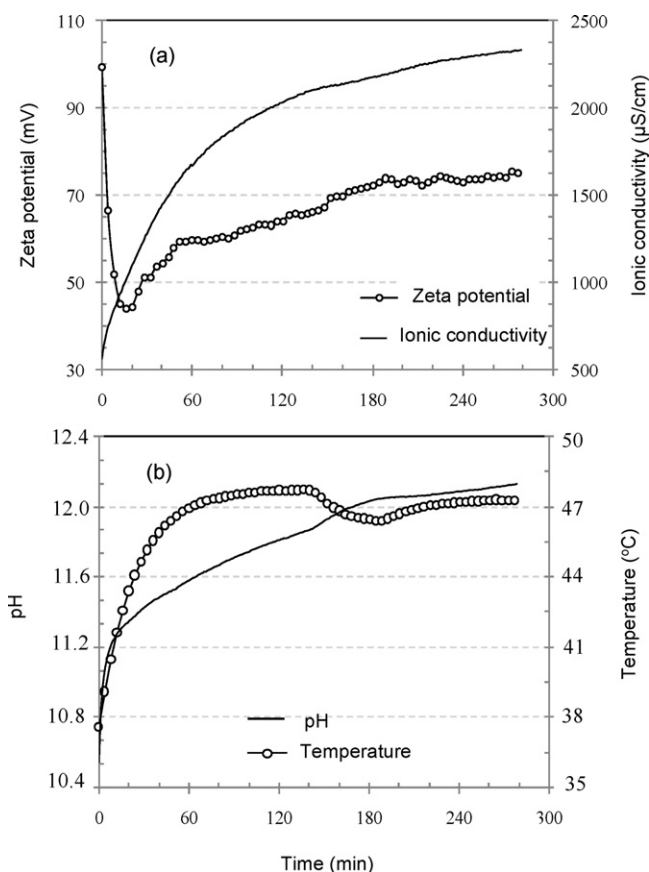 110
2500
(a)
90
2000
70
1500
50
1000
30
500
Zeta potential (mV)
Ionic conductivity (µS/cm)
Zeta potential
Ionic conductivity
0 60 120 180 240 300
12.4
50
(b)
12.0
47
11.6
44
11.2
41
10.8
38
10.4
35
pH
Temperature (°C)
pH
Temperature
0 60 120 180 240 300
Time (min)